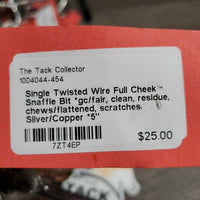 The Tack Collector
1004044-454
Single Twisted Wire Full Cheek
Snaffle Bit *gc/fair, clean, residue,
chews/flattened, scratches
Silver/Copper *5"
$25.00
7ZT4EP
TACK